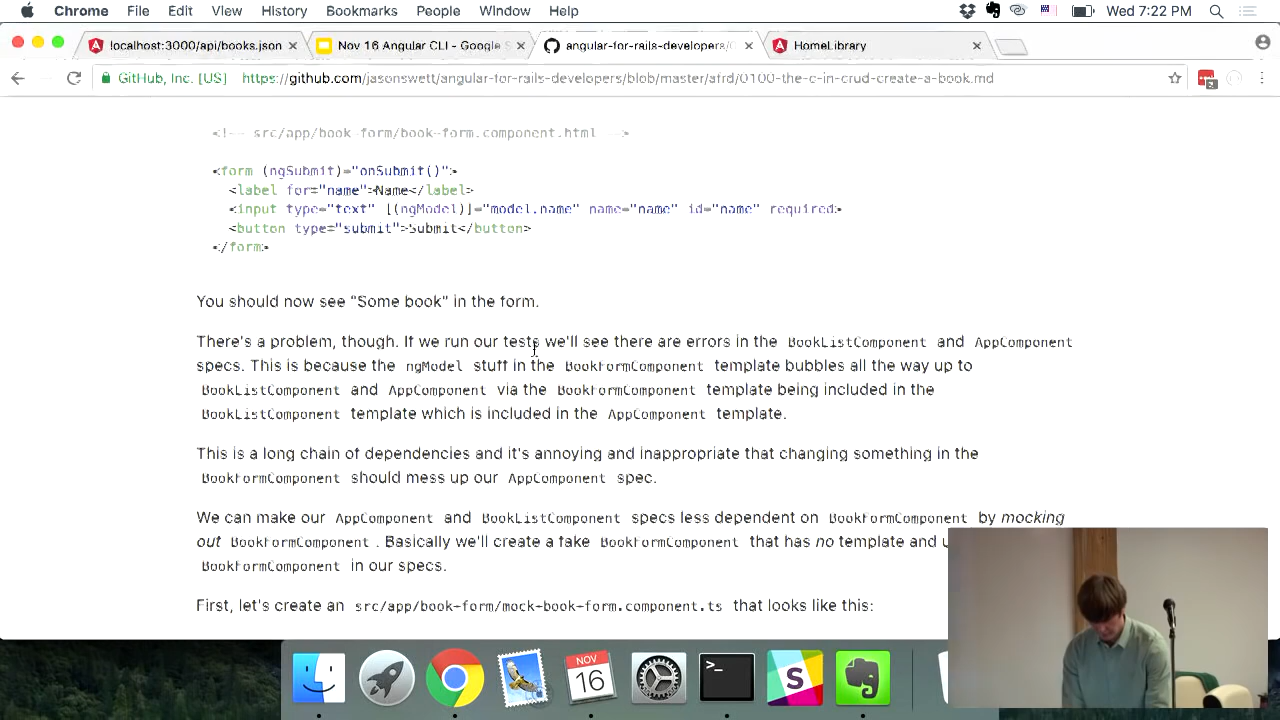 Chrome File Edit View History Bookmarks People Window Help Wed 7:22 PM
localhost:3000/api/books.json
Nov 16 Angular CLI - Google S
angular-for-rails-developers/
HomeLibrary
GitHub, Inc. [US] https://github.com/jasonswett/angular-for-rails-developers/blob/master/afrd/0100-the-c-in-crud-create-a-book.md
<!-- src/app/book-form/book-form.component.html -->
<form (ngSubmit)="onSubmit()">
<label for="name">Name</label>
<input type="text" [(ngModel)]="model.name" name="name" id="name" required>
<button type="submit">Submit</button>
</form>
You should now see "Some book" in the form.
There's a problem, though. If we run our tests we'll see there are errors in the BookListComponent and AppComponent
specs. This is because the ngModel stuff in the BookFormComponent template bubbles all the way up to
BookListComponent and AppComponent via the BookFormComponent template being included in the
BookListComponent template which is included in the AppComponent template.
This is a long chain of dependencies and it's annoying and inappropriate that changing something in the
BookFormComponent should mess up our AppComponent spec.
We can make our AppComponent and BookListComponent specs less dependent on BookFormComponent by mocking
out BookFormComponent . Basically we'll create a fake BookFormComponent that has no template and
BookFormComponent in our specs.
First, let's create an src/app/book-form/mock-book-form.component.ts that looks like this:
NOV
16
>_
S